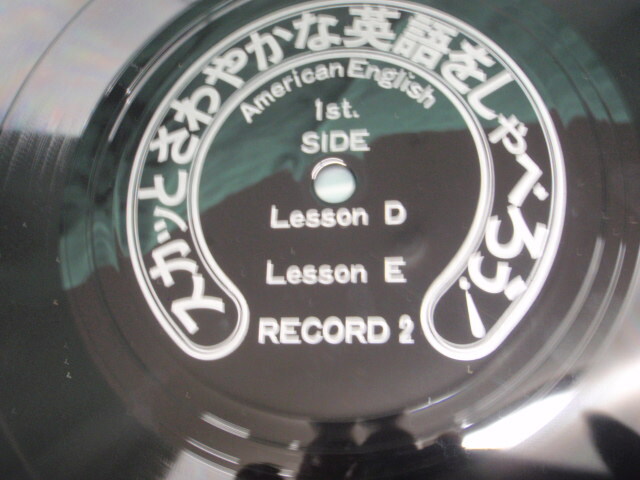 スカッとさわやかな英語をしゃべろう!
American English
1st.
SIDE
Lesson D
Lesson E
RECORD 2